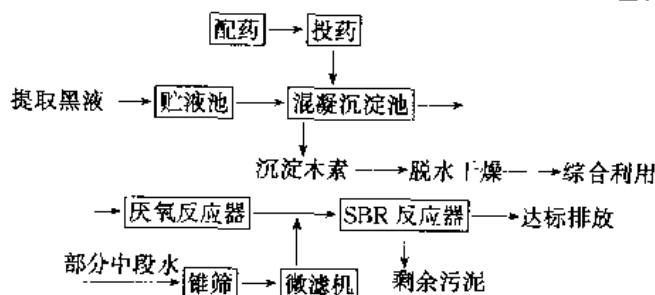 配药 投药
提取黑液 贮液池 混凝沉淀池
沉淀木素 脱水干燥 综合利用
厌氧反应器 SBR反应器 达标排放
部分中段水 锥筛 微滤机 剩余污泥